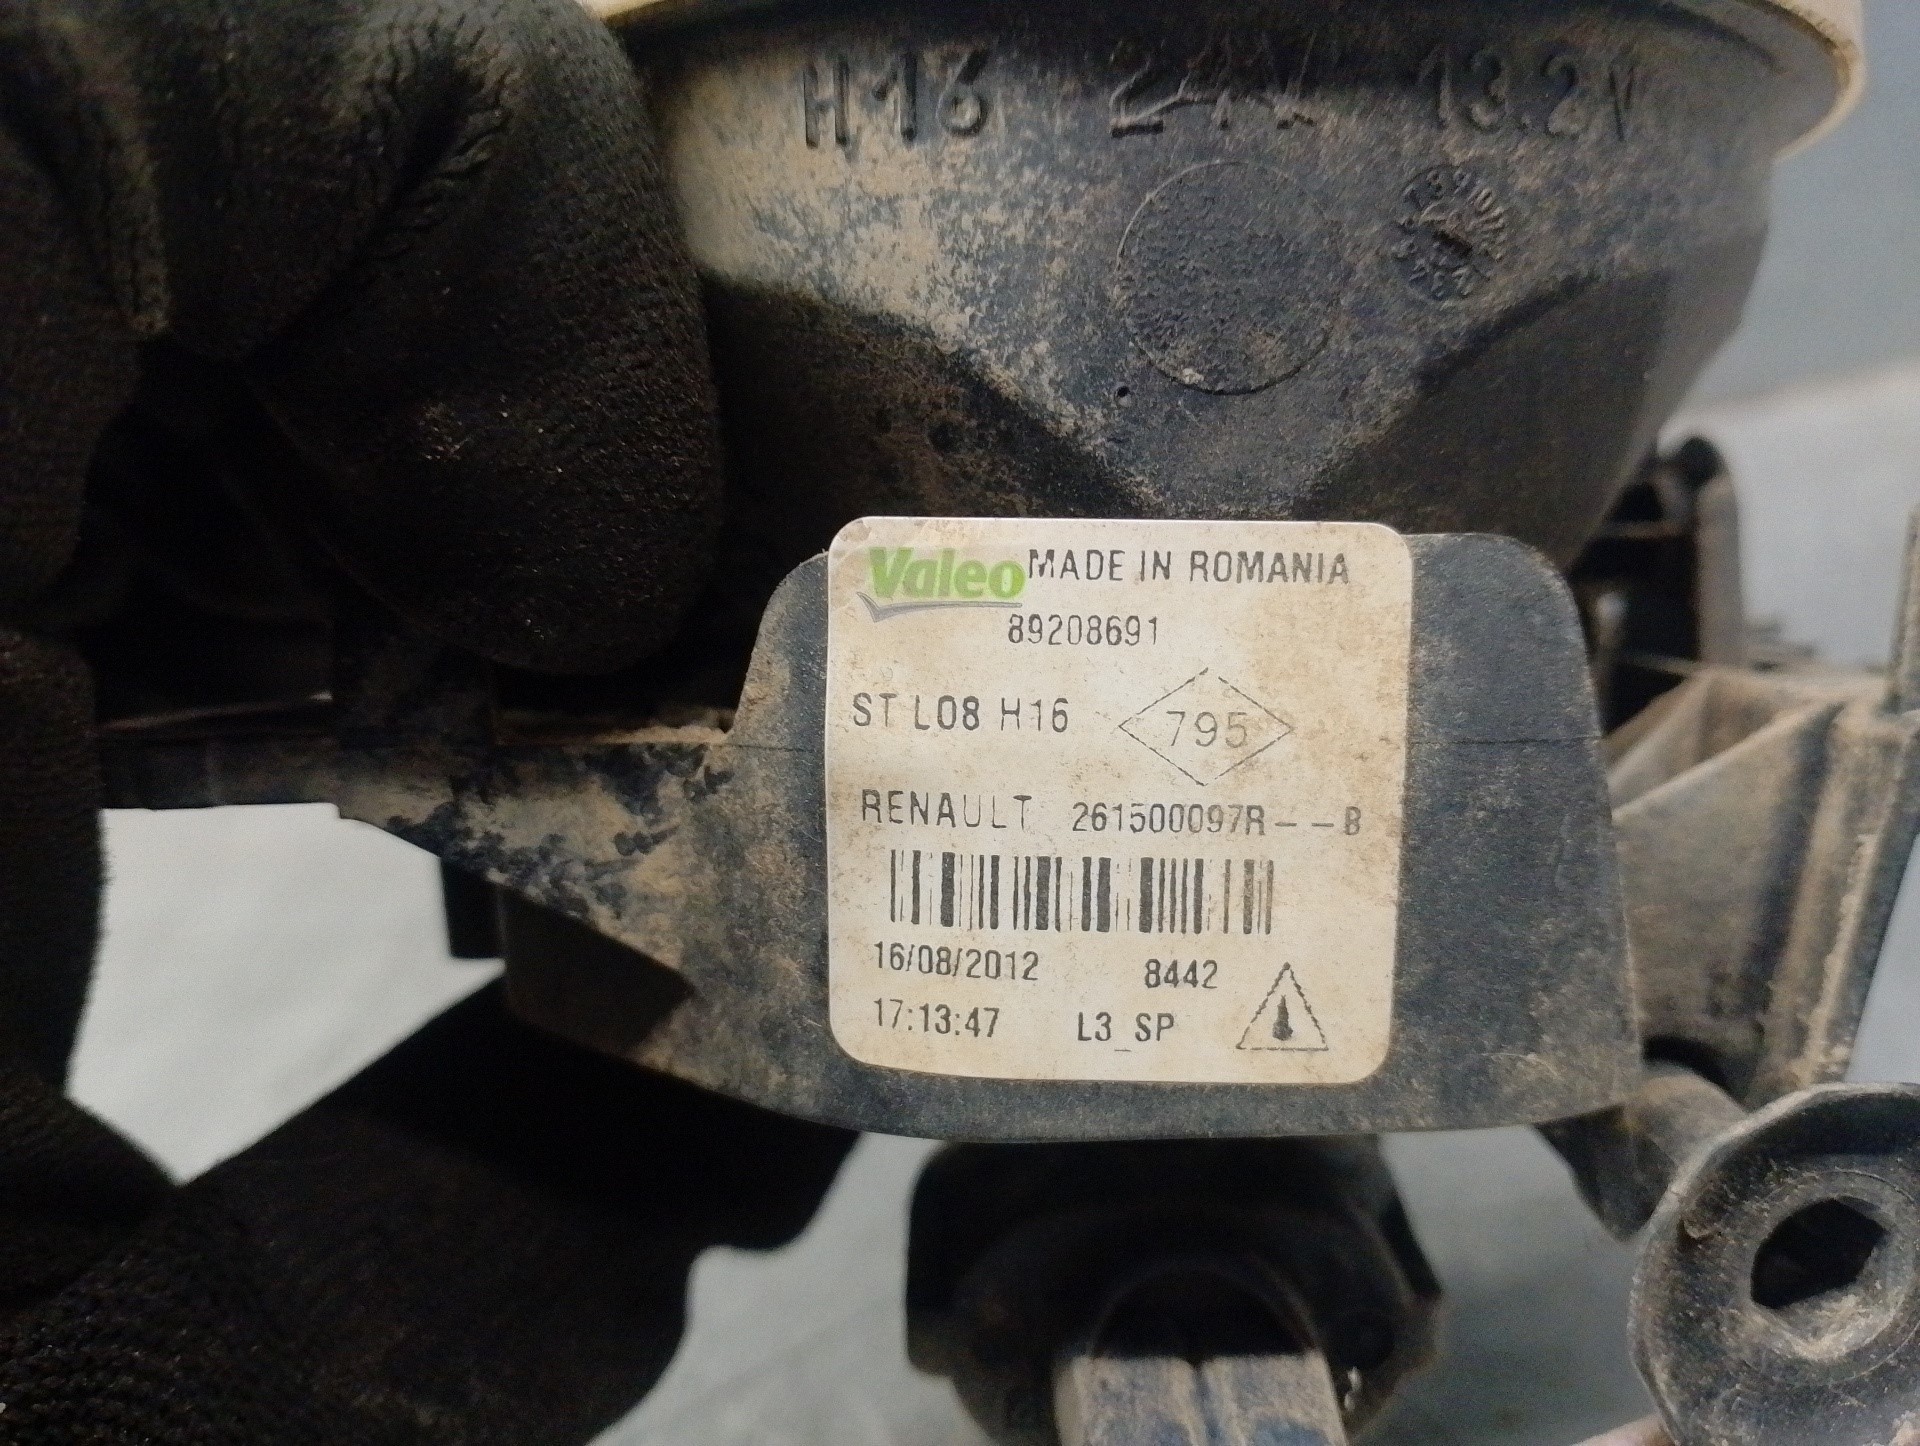 H16 13.2V
Valeo MADE IN ROMANIA
89208691
ST L08 H16 795
RENAULT 261500097R--B
16/08/2012 8442
17:13:47 L3_SP